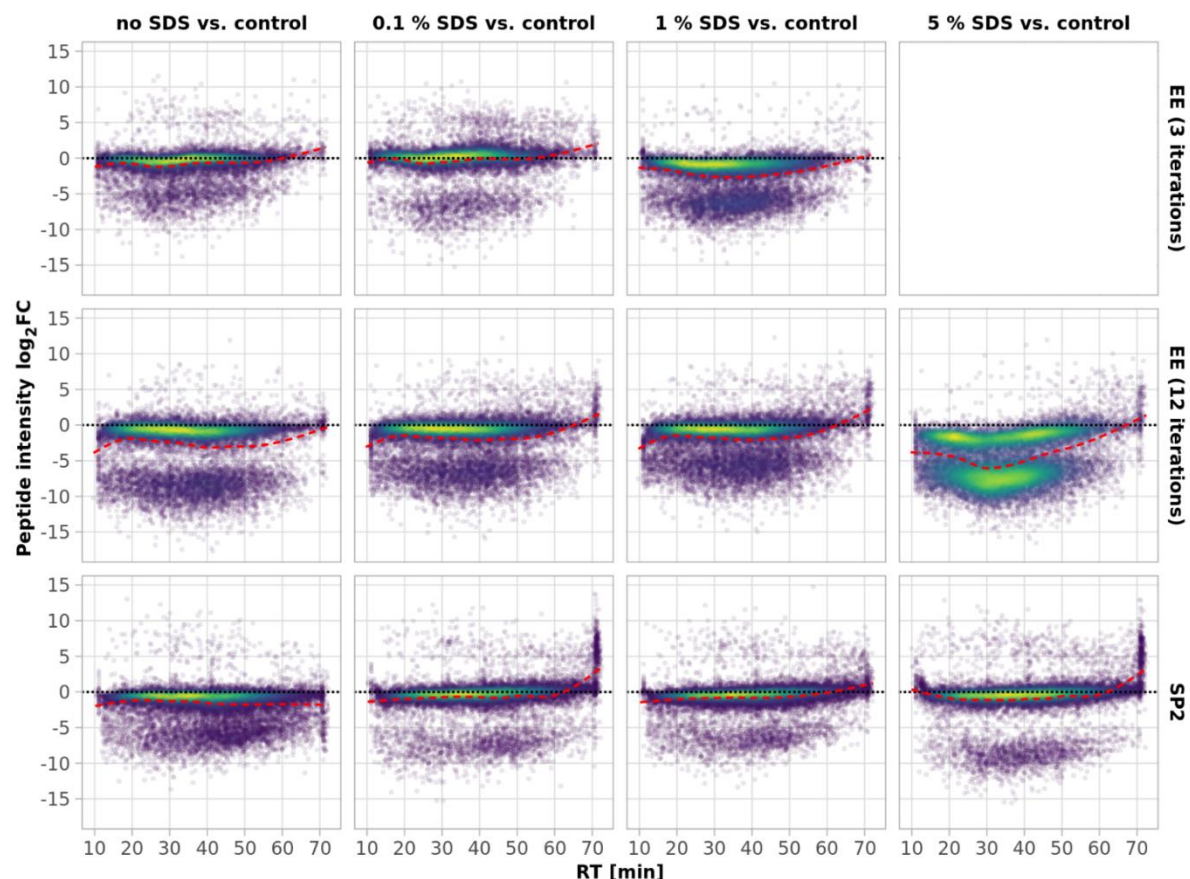 no SDS vs. control
0.1 % SDS vs. control
1 % SDS vs. control
5 % SDS vs. control
Peptide intensity log₂FC
15
10
5
0
-5
-10
-15
EE (3 iterations)
15
10
5
0
-5
-10
-15
EE (12 iterations)
15
10
5
0
-5
-10
-15
SP2
10 20 30 40 50 60 70
10 20 30 40 50 60 70
10 20 30 40 50 60 70
10 20 30 40 50 60 70
RT [min]